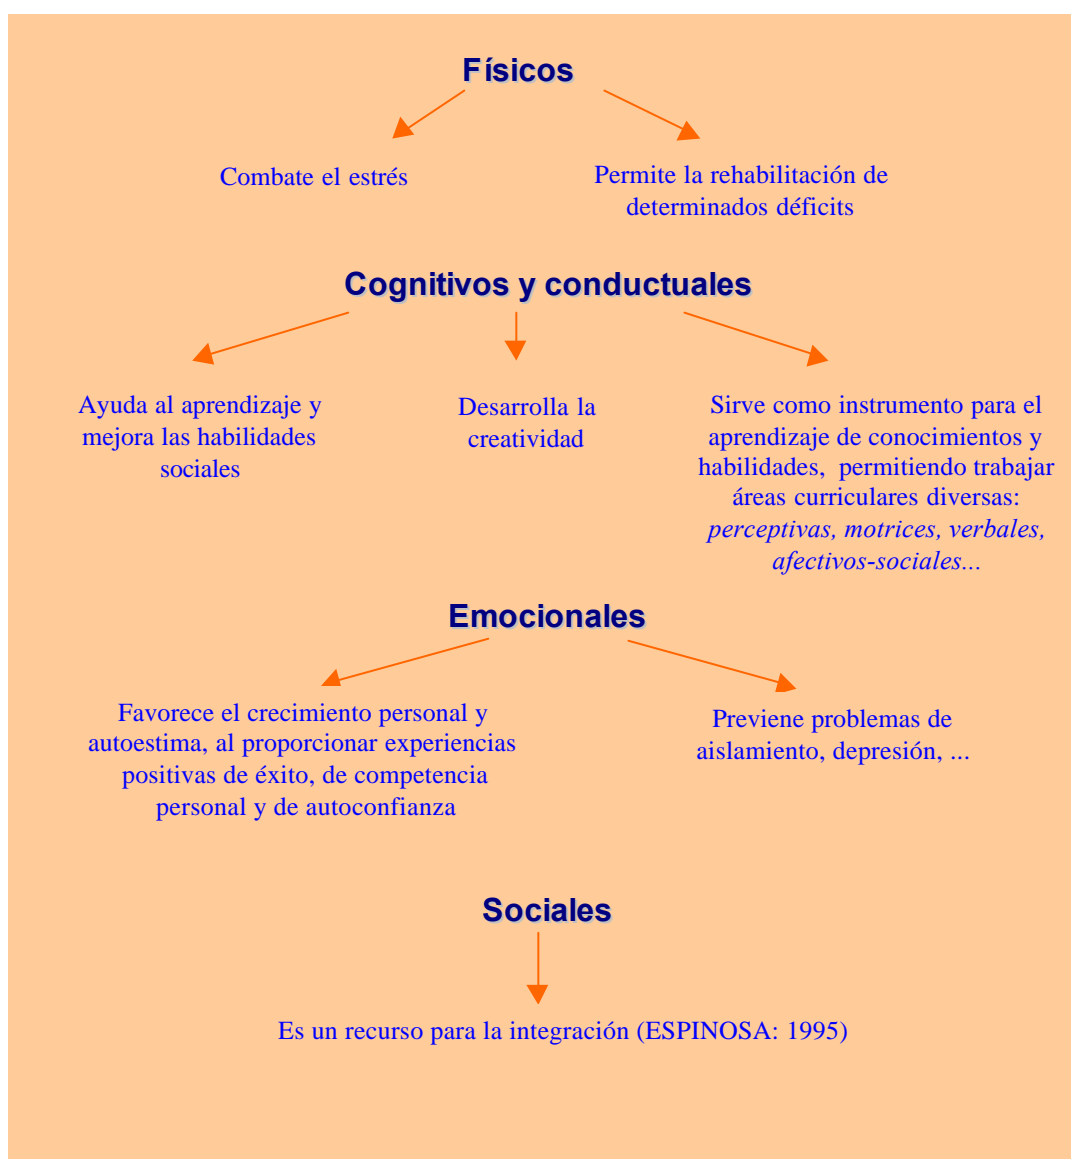 Físicos
Combate el estrés
Permite la rehabilitación de
determinados déficits
Cognitivos y conductuales
Ayuda al aprendizaje y
mejora las habilidades
sociales
Desarrolla la
creatividad
Sirve como instrumento para el
aprendizaje de conocimientos y
habilidades, permitiendo trabajar
áreas curriculares diversas:
perceptivas, motrices, verbales,
afectivos-sociales...
Emocionales
Favorece el crecimiento personal y
autoestima, al proporcionar experiencias
positivas de éxito, de competencia
personal y de autoconfianza
Previene problemas de
aislamiento, depresión, ...
Sociales
Es un recurso para la integración (ESPINOSA: 1995)